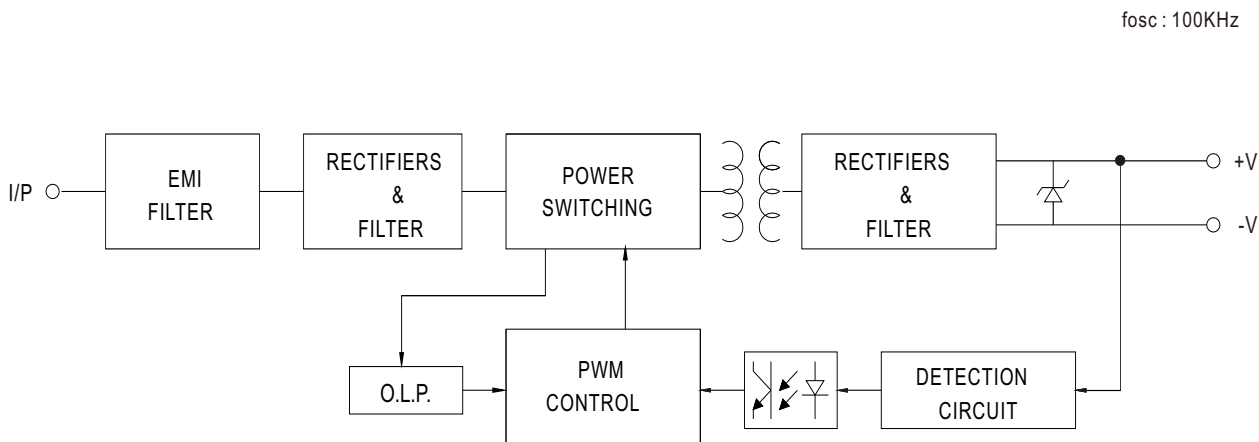 fosc : 100KHz
I/P
EMI
FILTER
RECTIFIERS
&
FILTER
POWER
SWITCHING
RECTIFIERS
&
FILTER
+V
-V
O.L.P.
PWM
CONTROL
DETECTION
CIRCUIT